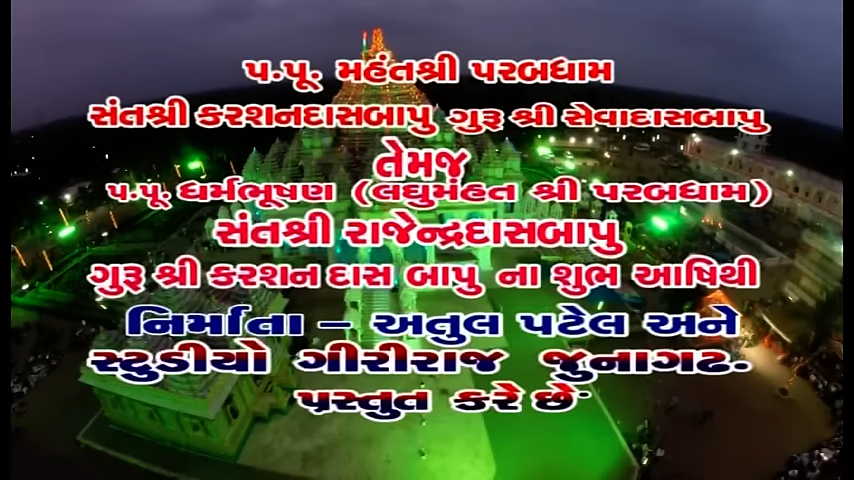 પ.પૂ. મહંતશ્રી પરબધામ
સંતશ્રી કરશનદાસબાપુ ગુરૂ શ્રી સેવાદાસબાપુ
તેમજ
પ.પૂ. ધર્મભૂષણ (લઘુમંહત શ્રી પરબધામ)
સંતશ્રી રાજેન્દ્રદાસબાપુ
ગુરૂ શ્રી કરશન દાસ બાપુ ના શુભ આષિથી
નિર્માતા – અતુલ પટેલ અને
સ્ટુડીયો ગીરીરાજ જુનાગઢ.
પ્રસ્તુત કરે છે